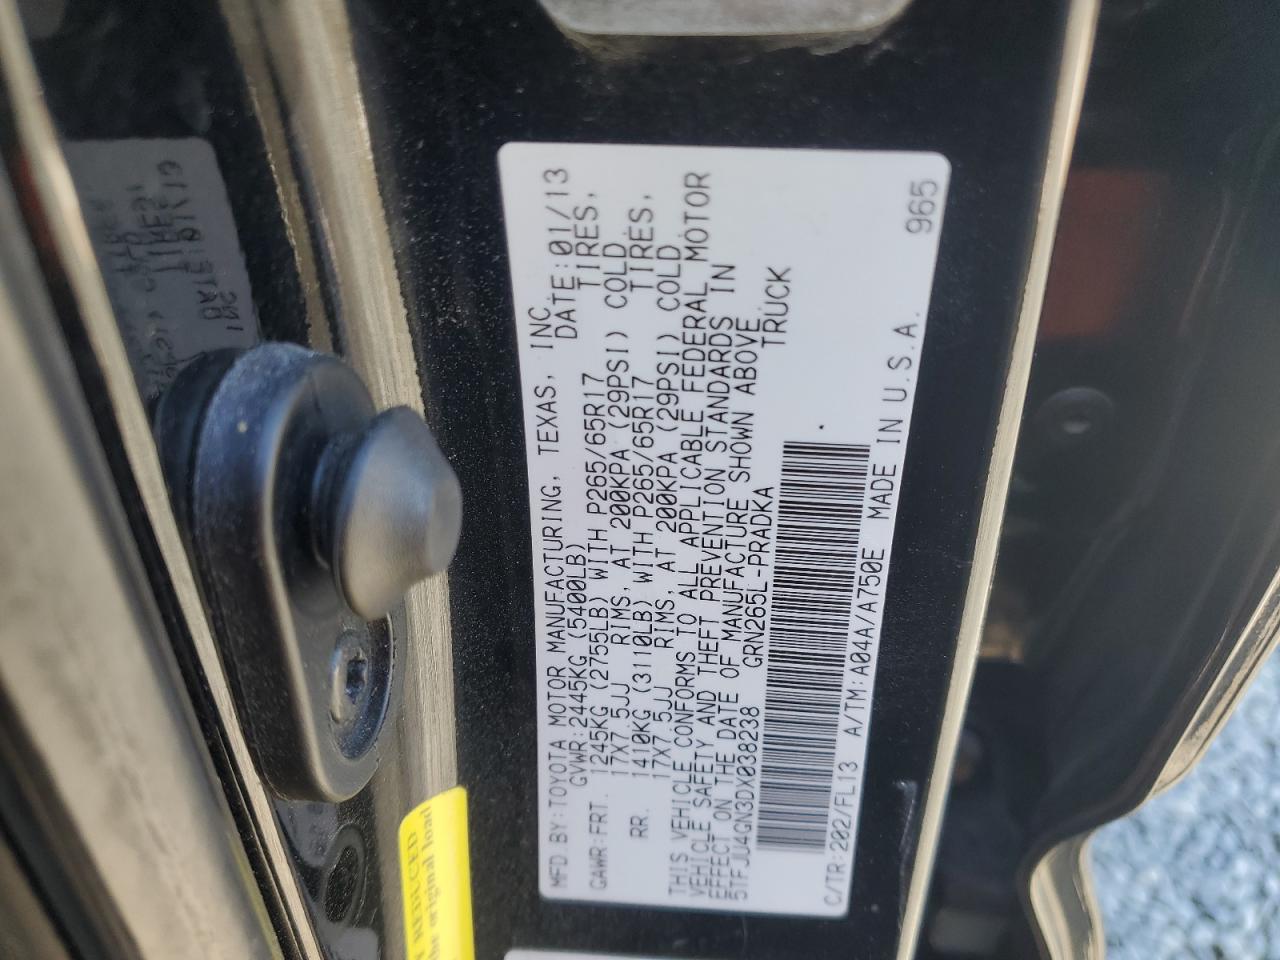 MFD BY:TOYOTA MOTOR MANUFACTURING, TEXAS, INC.
GVWR:2445KG (5400LB) DATE:01/13
GAWR:FRT. 1245KG (2755LB) WITH P265/65R17 TIRES,
17X7.5JJ RIMS, AT 200KPA (29PSI) COLD
RR. 1410KG (3110LB) WITH P265/65R17 TIRES,
17X7.5JJ RIMS, AT 200KPA (29PSI) COLD
THIS VEHICLE CONFORMS TO ALL APPLICABLE FEDERAL MOTOR
VEHICLE SAFETY AND THEFT PREVENTION STANDARDS IN
EFFECT ON THE DATE OF MANUFACTURE SHOWN ABOVE.
5TFJU4GN3DX038238 GRN265L-PRADKA TRUCK
C/TR:202/FL13 A/TM:A04A/A750E MADE IN U.S.A. 965
REDUCED
the original load